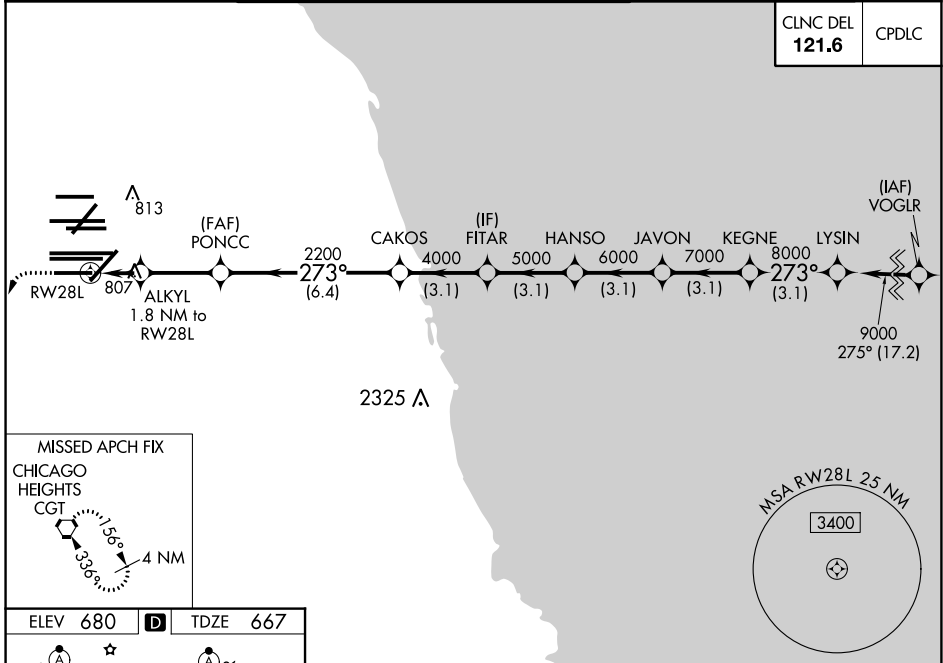 CLNC DEL
121.6
CPDLC
(IAF)
VOGLR
813
(FAF)
PONCC
CAKOS
(IF)
FITAR
HANSO
JAVON
KEGNE
LYSIN
2200
4000
5000
6000
7000
8000
273°
273°
(6.4)
(3.1)
(3.1)
(3.1)
(3.1)
(3.1)
RW28L
807
ALKYL
1.8 NM to
RW28L
9000
275° (17.2)
2325
MISSED APCH FIX
CHICAGO
HEIGHTS
CGT
156°
336°
4 NM
MSA RW28L 25 NM
3400
ELEV 680
D
TDZE 667
A
A